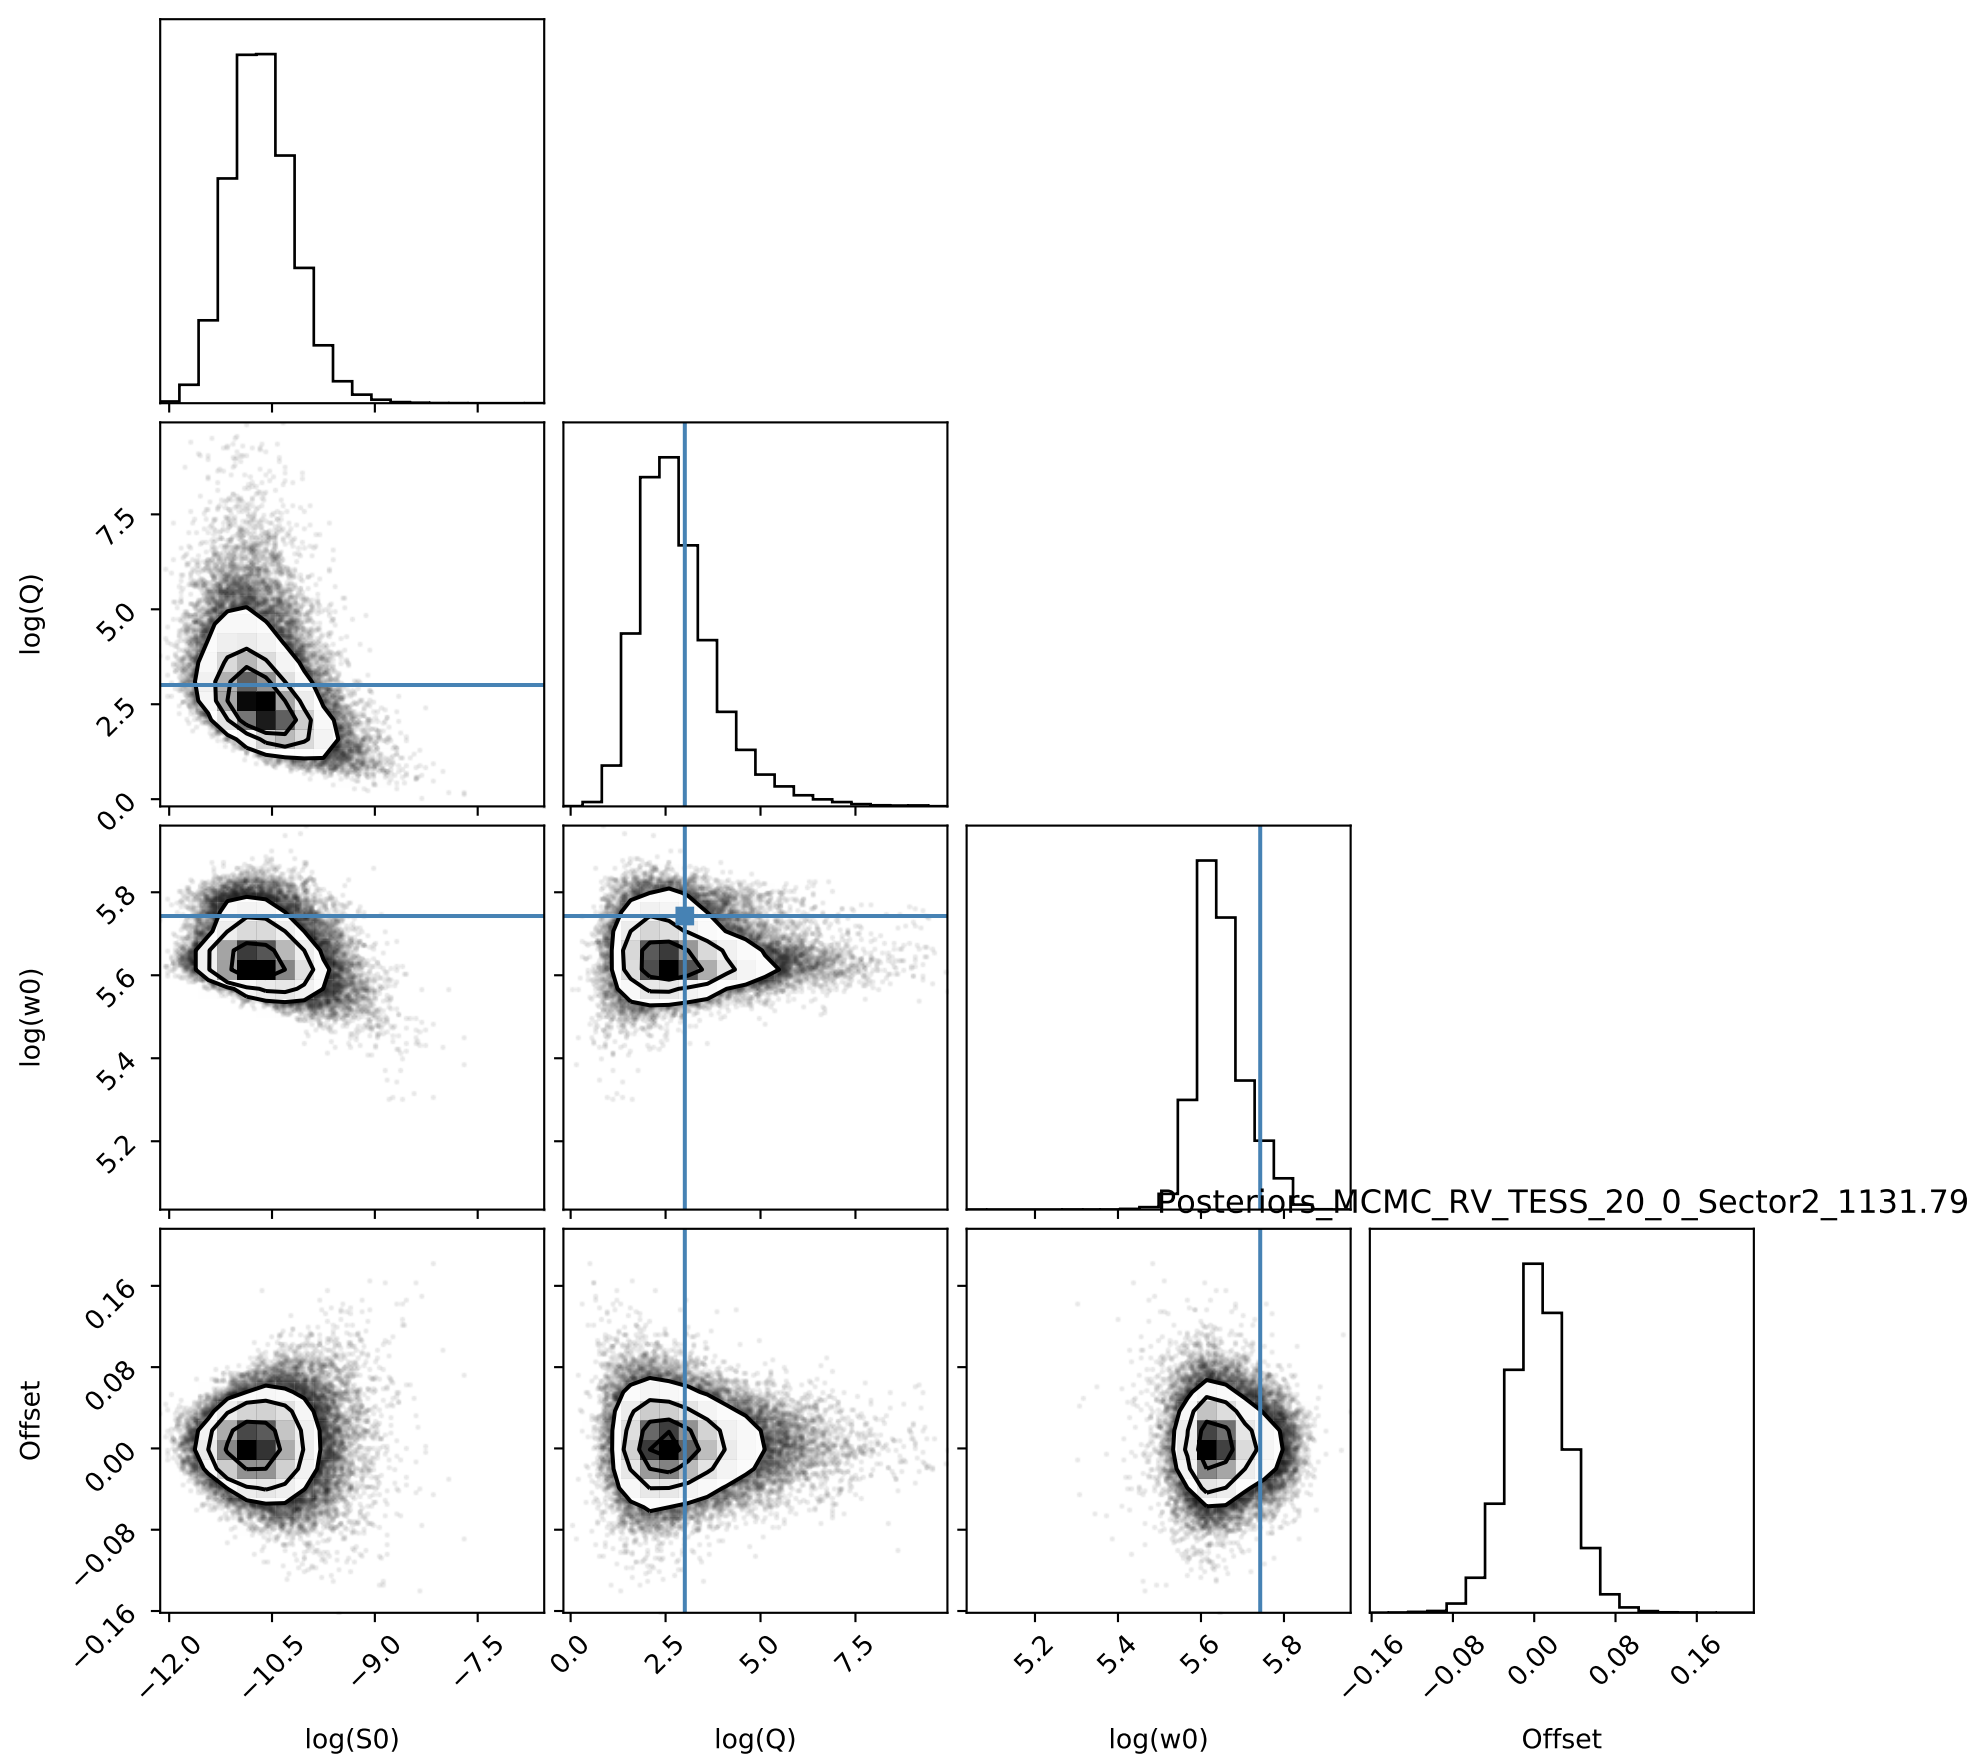 log(Q)
7.5
5.0
2.5
0.0
log(w0)
5.8
5.6
5.4
5.2
Posteriors_MCMC_RV_TESS_20_0_Sector2_1131.79
Offset
0.16
0.08
0.00
−0.08
−0.16
−12.0 −10.5 −9.0 −7.5 0.0 2.5 5.0 7.5 5.2 5.4 5.6 5.8 −0.16 −0.08 0.00 0.08 0.16
log(S0) log(Q) log(w0) Offset